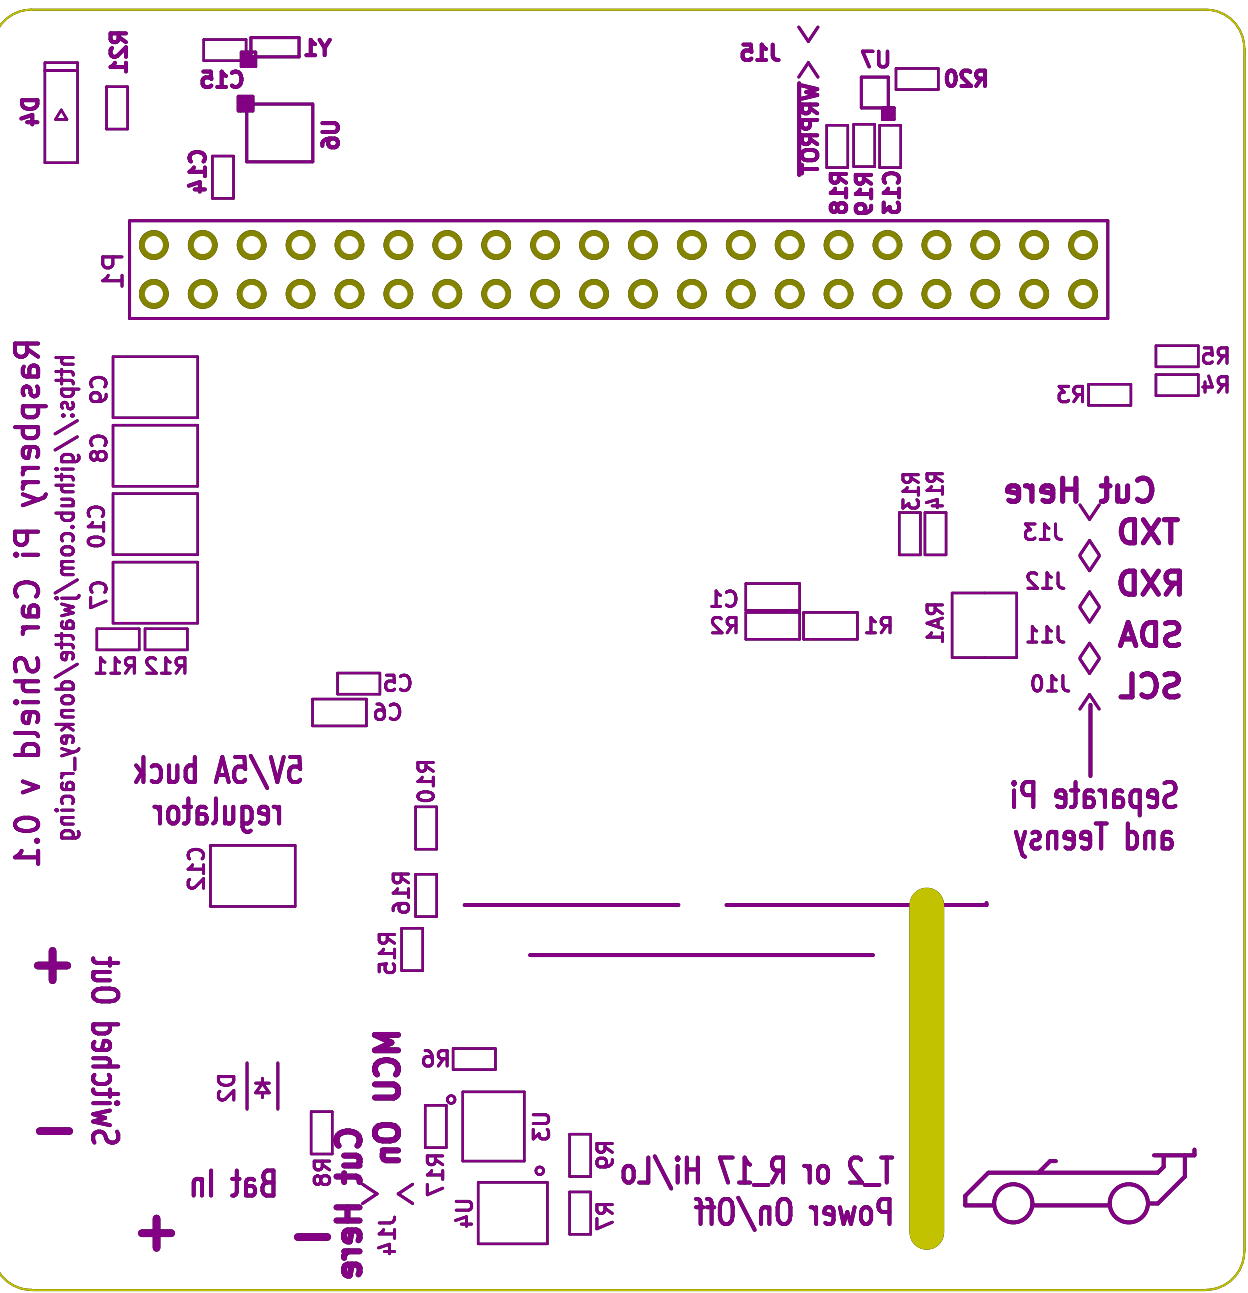 R21
D4
C15
Y1
U6
C14
J15
U7
R20
WRPROT
R18
R19
C13
P1
R5
R4
R3
C9
C8
C10
C7
R11
R12
Raspberry Pi Car Shield v 0.1
https://github.com/jwatte/donkey_racing
R13
R14
Cut Here
J13
TXD
J12
RXD
J11
SDA
J10
SCL
RA1
C1
R2
R1
C5
C6
5V/5A buck
regulator
R10
C12
R16
R15
Separate Pi
and Teensy
+
Switched Out
-
MCU On
R6
D2
R8
Cut Here
R17
U3
R9
U4
R7
J14
Bat In
+
-
T_2 or R_17 Hi/Lo
Power On/Off